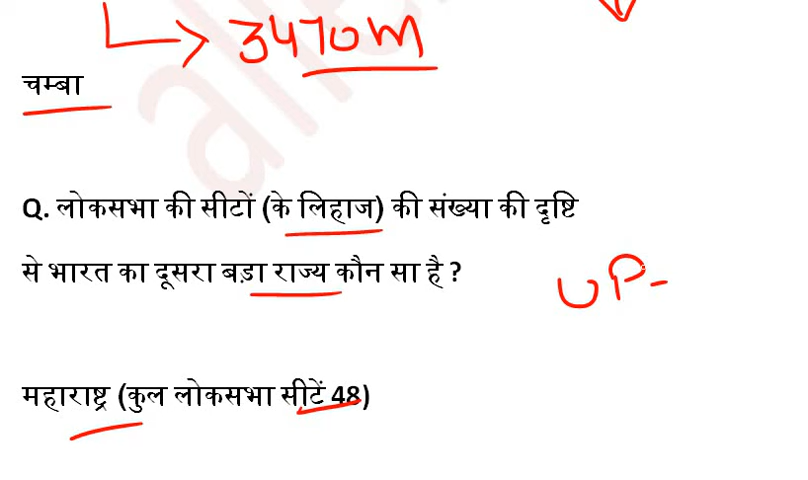 3470m
चम्बा
Q. लोकसभा की सीटों (के लिहाज) की संख्या की दृष्टि
से भारत का दूसरा बड़ा राज्य कौन सा है ?
UP-
महाराष्ट्र (कुल लोकसभा सीटें 48)